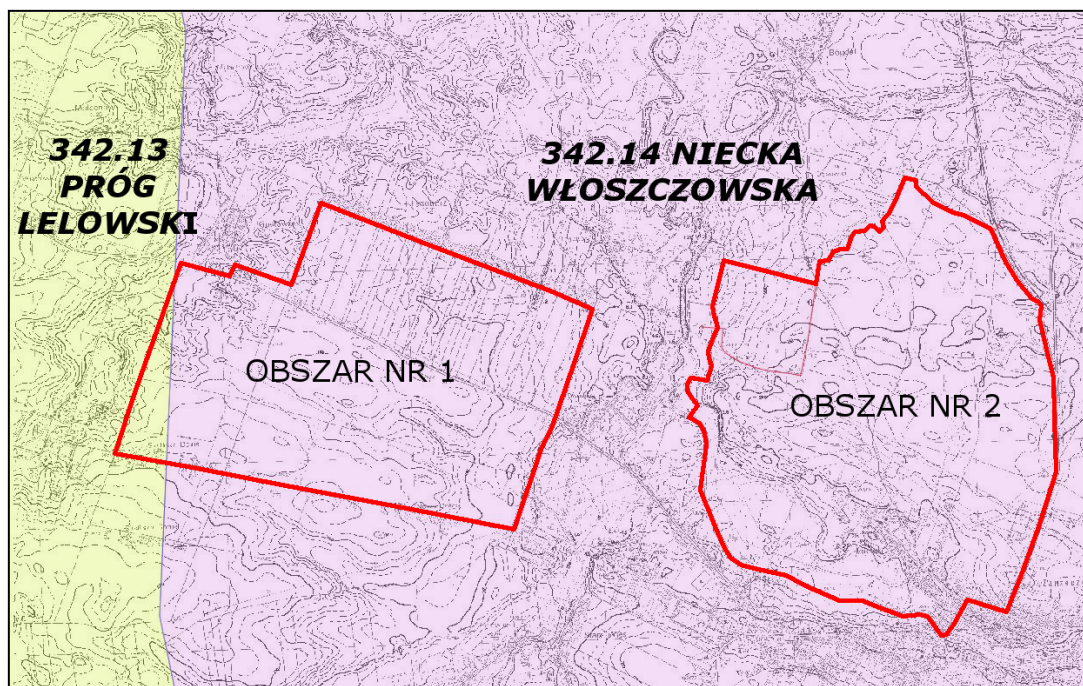 342.13
PRÓG
LELOWSKI
342.14 NIECKA
WŁOSZCZOWSKA
OBSZAR NR 1
OBSZAR NR 2